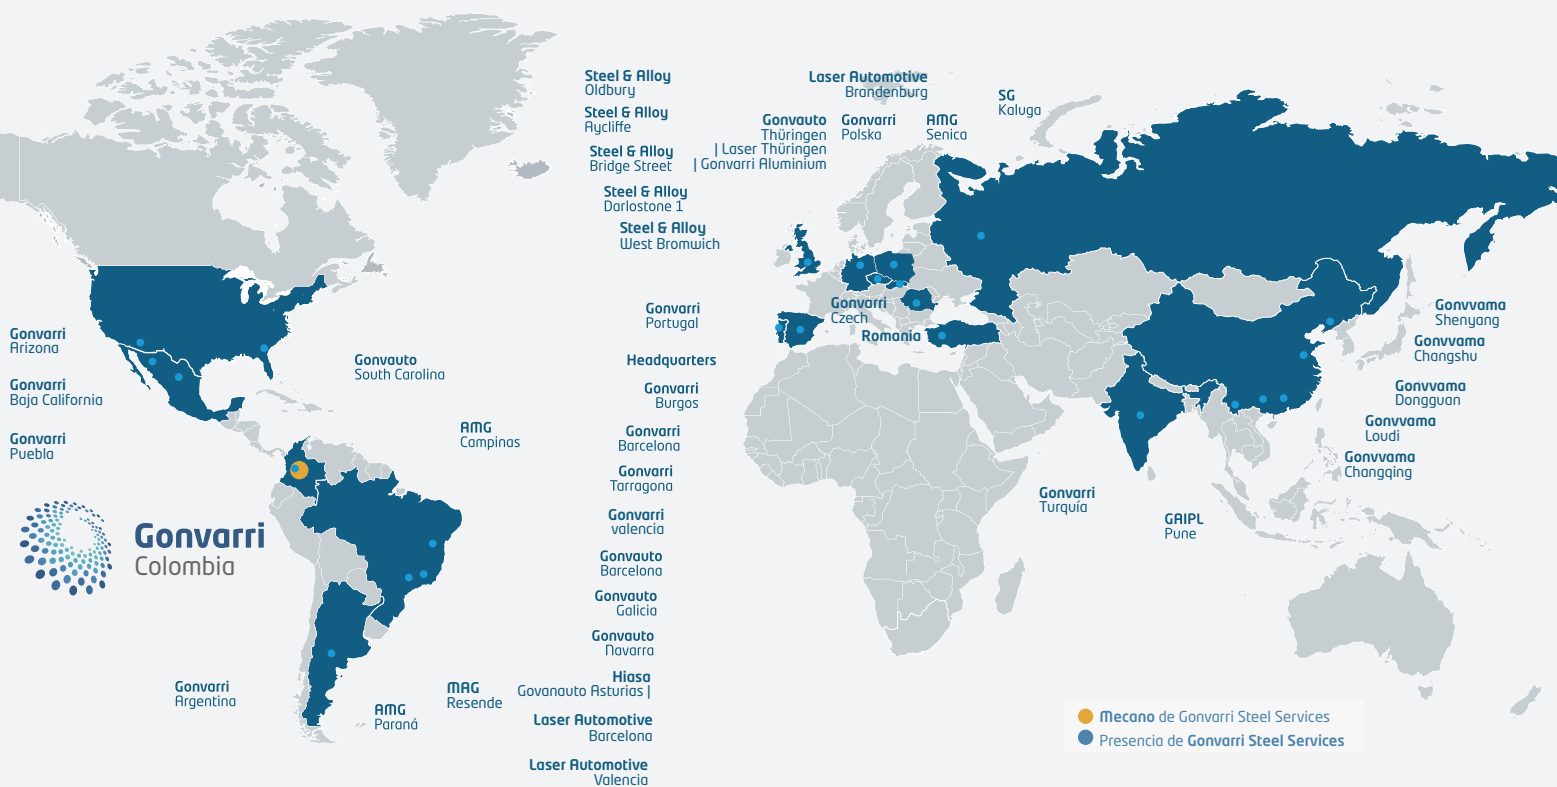 Steel & Alloy
Oldbury
Steel & Alloy
Aycliffe
Steel & Alloy
Bridge Street
Steel & Alloy
Darlostone 1
Steel & Alloy
West Bromwich
Laser Automotive
Brandenburg
Gonvauto
Thüringen
| Laser Thüringen
| Gonvarri Aluminium
Gonvarri
Polska
AMG
Senica
SG
Kaluga
Gonvarri
Arizona
Gonvarri
Baja California
Gonvarri
Puebla
Gonvauto
South Carolina
AMG
Campinas
Gonvarri
Portugal
Headquarters
Gonvarri
Burgos
Gonvarri
Barcelona
Gonvarri
Tarragona
Gonvarri
valencia
Gonvauto
Barcelona
Gonvauto
Galicia
Gonvauto
Navarra
Hiasa
Govanauto Asturias |
Laser Automotive
Barcelona
Laser Automotive
Valencia
Gonvarri
Czech
Romania
Gonvvama
Shenyang
Gonvvama
Changshu
Gonvvama
Dongguan
Gonvvama
Loudi
Gonvvama
Changqing
Gonvarri
Turquía
GAIPL
Pune
Gonvarri
Colombia
Gonvarri
Argentina
AMG
Paraná
MAG
Resende
Mecano de Gonvarri Steel Services
Presencia de Gonvarri Steel Services